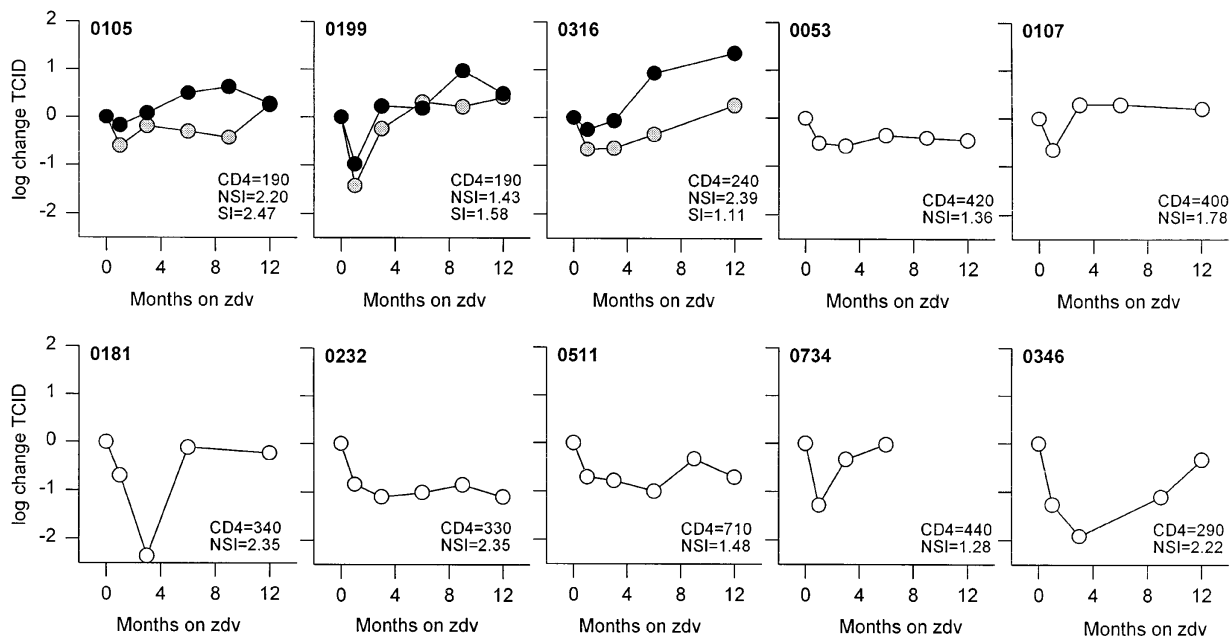 2
1
0
-1
-2
log change TCID
0105
CD4=190
NSI=2.20
SI=2.47
0 4 8 12
Months on zdv
0199
CD4=190
NSI=1.43
SI=1.58
0 4 8 12
Months on zdv
0316
CD4=240
NSI=2.39
SI=1.11
0 4 8 12
Months on zdv
0053
CD4=420
NSI=1.36
0 4 8 12
Months on zdv
0107
CD4=400
NSI=1.78
0 4 8 12
Months on zdv
2
1
0
-1
-2
log change TCID
0181
CD4=340
NSI=2.35
0 4 8 12
Months on zdv
0232
CD4=330
NSI=2.35
0 4 8 12
Months on zdv
0511
CD4=710
NSI=1.48
0 4 8 12
Months on zdv
0734
CD4=440
NSI=1.28
0 4 8 12
Months on zdv
0346
CD4=290
NSI=2.22
0 4 8 12
Months on zdv